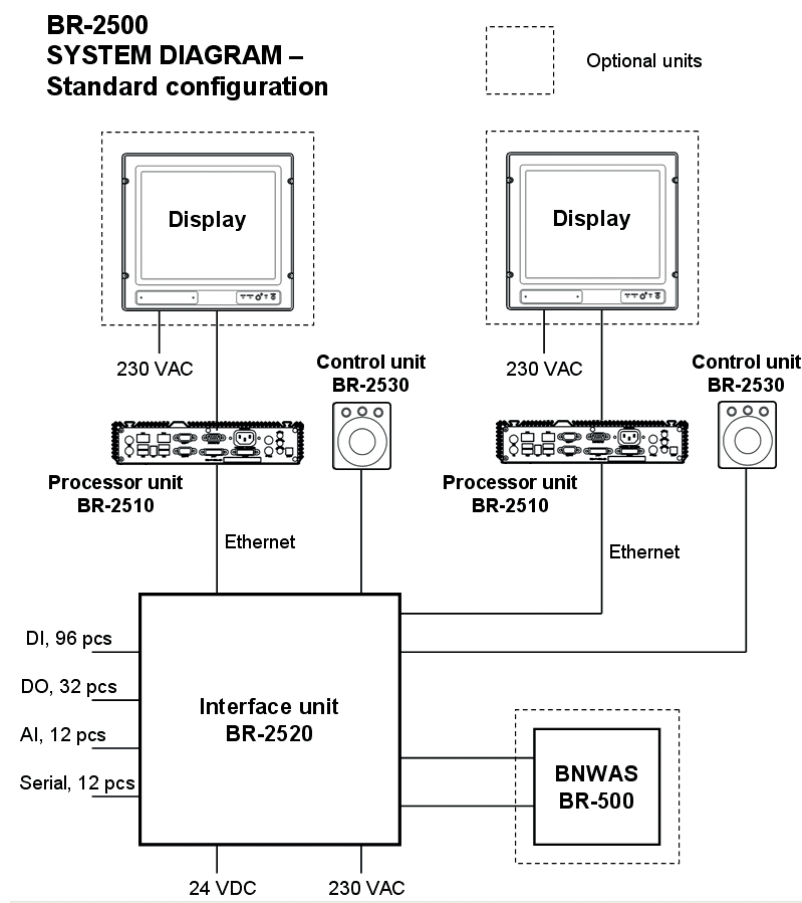 BR-2500
SYSTEM DIAGRAM –
Standard configuration
Optional units
Display
Display
230 VAC
Control unit
BR-2530
230 VAC
Control unit
BR-2530
Processor unit
BR-2510
Processor unit
BR-2510
Ethernet
Ethernet
DI, 96 pcs
DO, 32 pcs
AI, 12 pcs
Serial, 12 pcs
Interface unit
BR-2520
BNWAS
BR-500
24 VDC
230 VAC